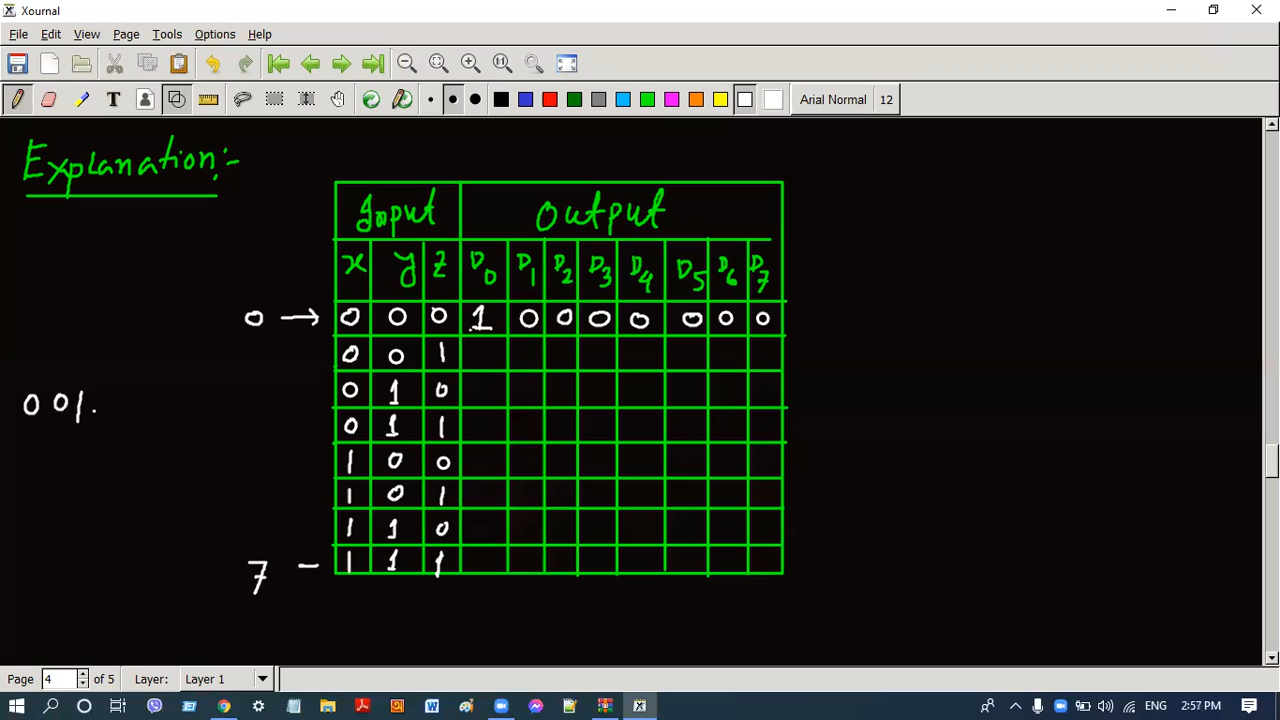 Xournal
File Edit View Page Tools Options Help
Arial Normal 12
Explanation:-
Input Output
x y z D0 D1 D2 D3 D4 D5 D6 D7
0 → 0 0 0 1 0 0 0 0 0 0 0
0 0 1
0 1 0
0 0 1.
0 1 1
1 0 0
1 0 1
1 1 0
7 - 1 1 1
Page 4 of 5 Layer: Layer 1
ENG 2:57 PM